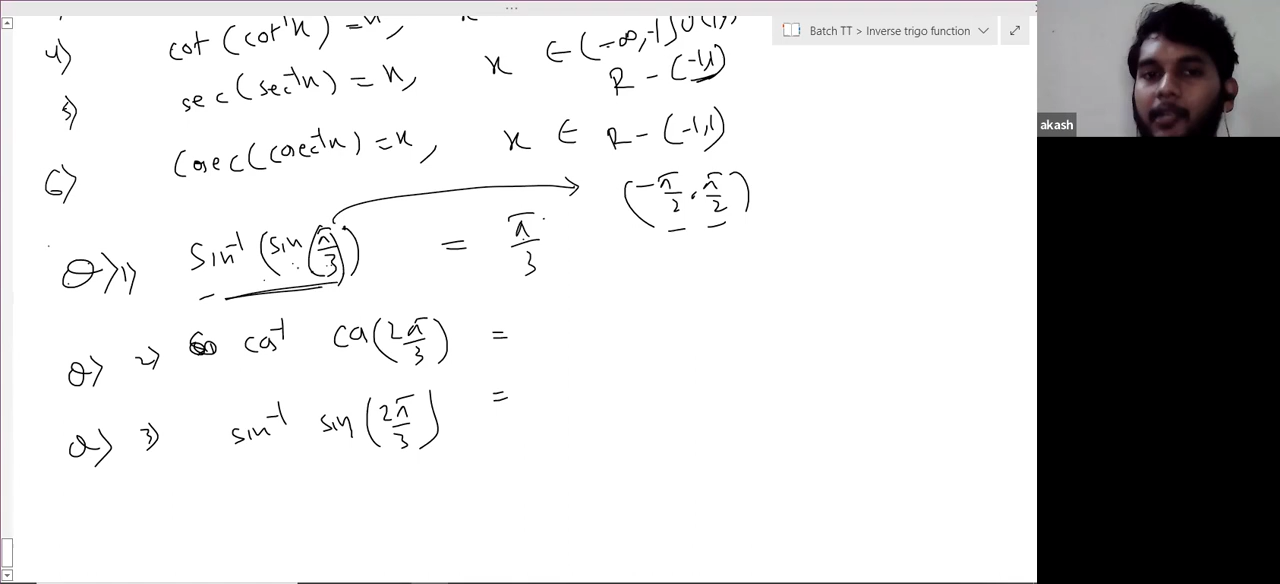 4) cot (cot⁻¹x) = x, x
5) sec (sec⁻¹x) = x, x ∈ (-∞, -1] ∪ (1,
R - (-1, 1)
6) cosec (cosec⁻¹x) = x, x ∈ R - (-1, 1)
(-π/2, π/2)
Q> 1) Sin⁻¹ (sin (π/3)) = π/3
Q> 2) cos⁻¹ cos (2π/3) =
Q> 3) sin⁻¹ sin (2π/3) =
Batch TT > Inverse trigo function
akash